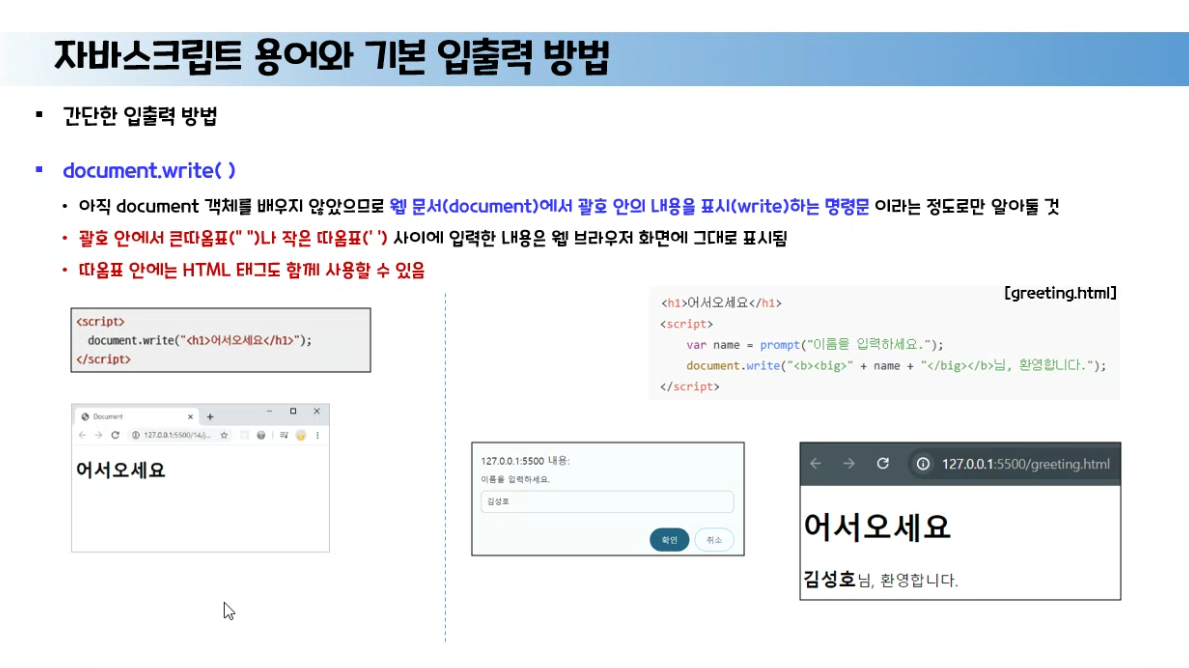 자바스크립트 용어와 기본 입출력 방법
▪ 간단한 입출력 방법
▪ document.write( )
• 아직 document 객체를 배우지 않았으므로 웹 문서(document)에서 괄호 안의 내용을 표시(write)하는 명령문 이라는 정도로만 알아둘 것
• 괄호 안에서 큰따옴표(" ")나 작은 따옴표(' ') 사이에 입력한 내용은 웹 브라우저 화면에 그대로 표시됨
• 따옴표 안에는 HTML 태그도 함께 사용할 수 있음
<script>
document.write("<h1>어서오세요</h1>");
</script>
Document
127.0.0.1:5500/14/j...
어서오세요
[greeting.html]
<h1>어서오세요</h1>
<script>
var name = prompt("이름을 입력하세요.");
document.write("<b><big>" + name + "</big></b>님, 환영합니다.");
</script>
127.0.0.1:5500 내용:
이름을 입력하세요.
김성호
확인 취소
127.0.0.1:5500/greeting.html
어서오세요
김성호님, 환영합니다.